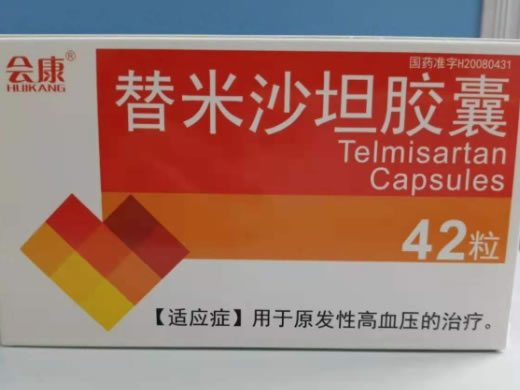 会康®
HUIKANG
国药准字H20080431
替米沙坦胶囊
Telmisartan
Capsules
42粒
【适应症】用于原发性高血压的治疗。